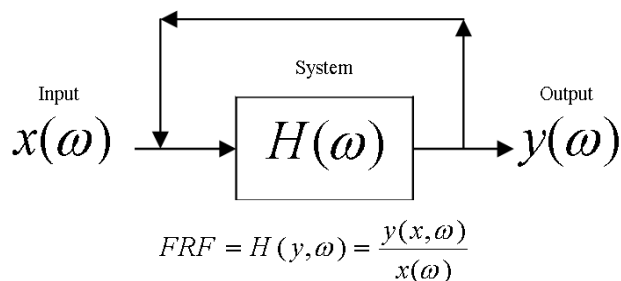 System
Input Output
x(ω) H(ω) y(ω)
FRF = H(y,ω) = y(x,ω) / x(ω)